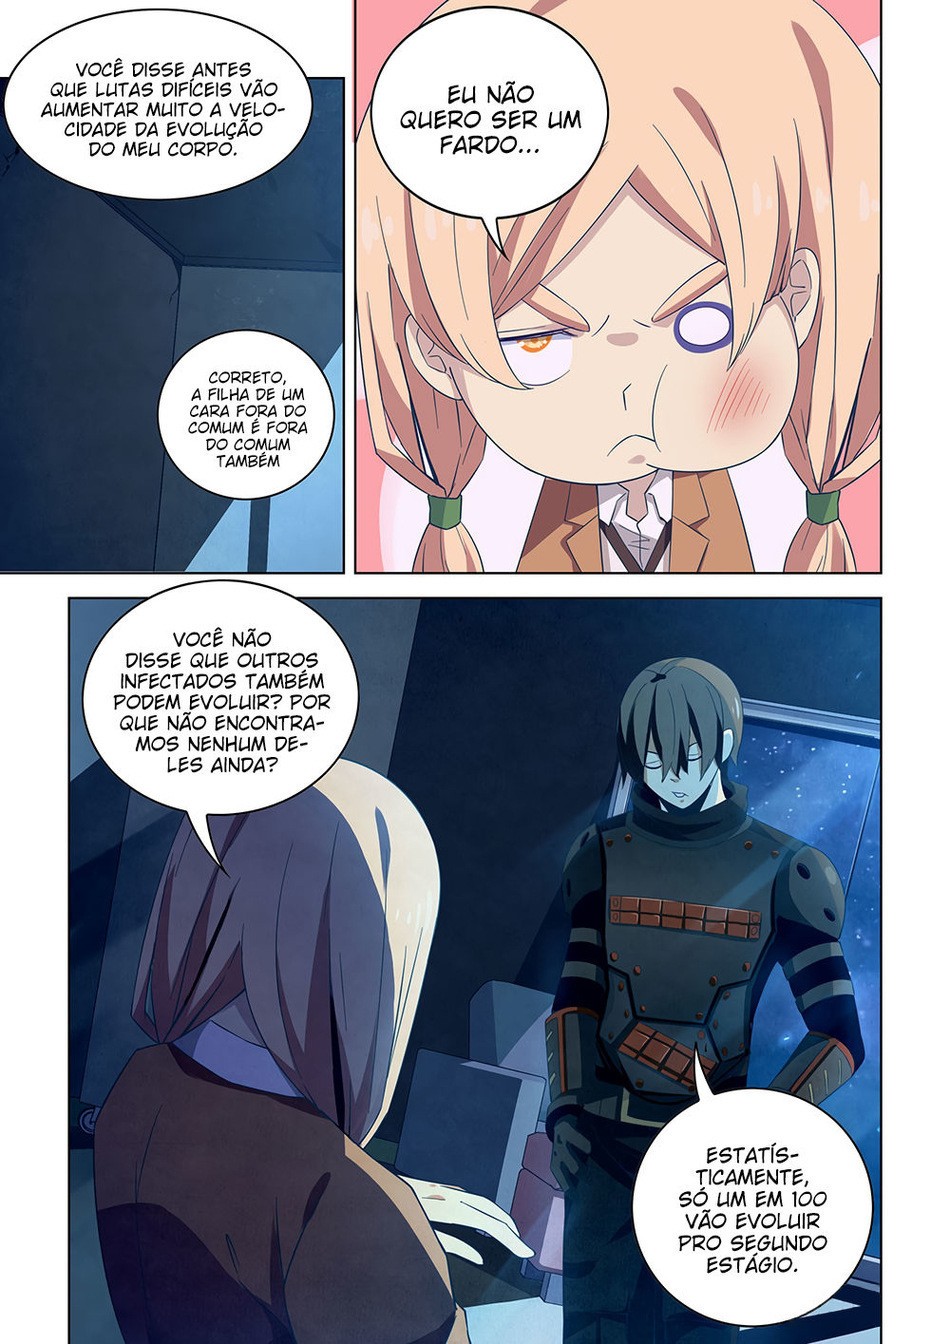 VOCÊ DISSE ANTES
QUE LUTAS DIFÍCEIS VÃO
AUMENTAR MUITO A VELO-
CIDADE DA EVOLUÇÃO
DO MEU CORPO.
EU NÃO
QUERO SER UM
FARDO...
CORRETO,
A FILHA DE UM
CARA FORA DO
COMUM É FORA
DO COMUM
TAMBÉM
VOCÊ NÃO
DISSE QUE OUTROS
INFECTADOS TAMBÉM
PODEM EVOLUIR? POR
QUE NÃO ENCONTRA-
MOS NENHUM DE-
LES AINDA?
ESTATÍS-
TICAMENTE,
SÓ UM EM 100
VÃO EVOLUIR
PRO SEGUNDO
ESTÁGIO.